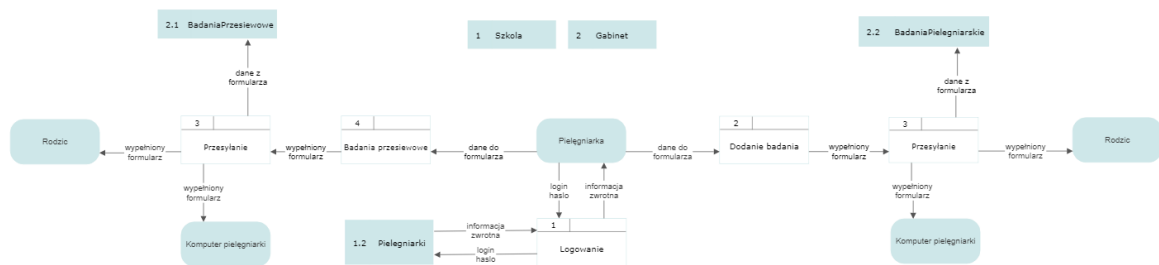 2.1 BadaniaPrzesiewowe
1 Szkola
2 Gabinet
2.2 BadaniaPielegniarskie
dane z
formularza
dane z
formularza
3
4
2
3
Rodzic
wypełniony
formularz
Przesyłanie
wypełniony
formularz
Badania przesiewowe
dane do
formularza
Pielęgniarka
dane do
formularza
Dodanie badania
wypełniony
formularz
Przesyłanie
wypełniony
formularz
Rodzic
wypełniony
formularz
login
haslo
informacja
zwrotna
wypełniony
formularz
Komputer pielęgniarki
1.2 Pielegniarki
informacja
zwrotna
login
haslo
1
Logowanie
Komputer pielęgniarki